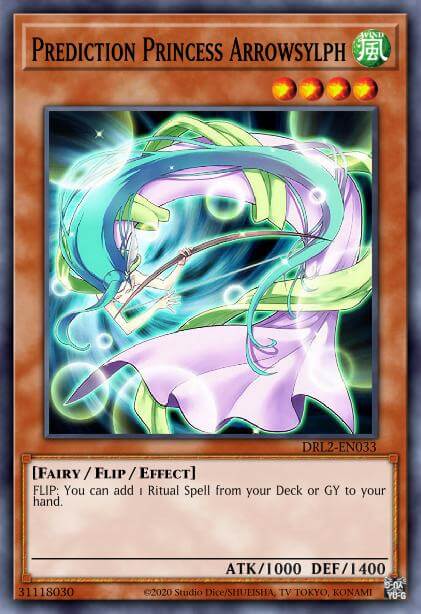 Prediction Princess Arrowsylph
WIND
風
DRL2-EN033
[Fairy / Flip / Effect]
FLIP: You can add 1 Ritual Spell from your Deck or GY to your
hand.
ATK/1000 DEF/1400
31118030
©2020 Studio Dice/SHUEISHA, TV TOKYO, KONAMI